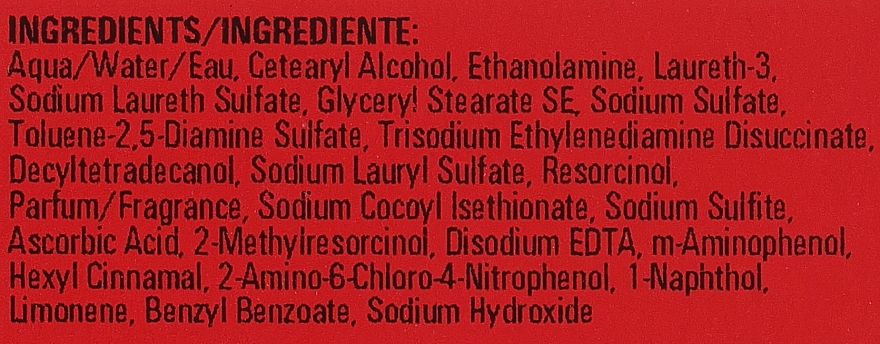 INGREDIENTS/INGREDIENTE:
Aqua/Water/Eau, Cetearyl Alcohol, Ethanolamine, Laureth-3,
Sodium Laureth Sulfate, Glyceryl Stearate SE, Sodium Sulfate,
Toluene-2,5-Diamine Sulfate, Trisodium Ethylenediamine Disuccinate,
Decyltetradecanol, Sodium Lauryl Sulfate, Resorcinol,
Parfum/Fragrance, Sodium Cocoyl Isethionate, Sodium Sulfite,
Ascorbic Acid, 2-Methylresorcinol, Disodium EDTA, m-Aminophenol,
Hexyl Cinnamal, 2-Amino-6-Chloro-4-Nitrophenol, 1-Naphthol,
Limonene, Benzyl Benzoate, Sodium Hydroxide